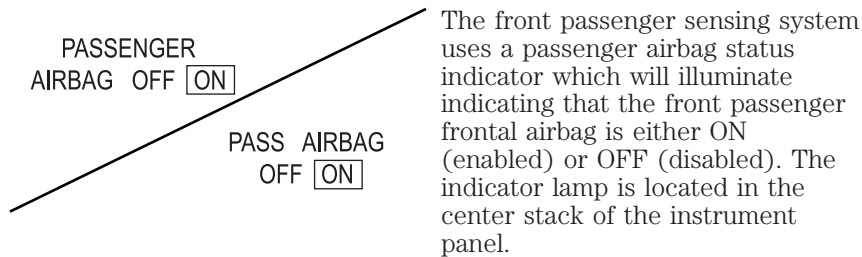 PASSENGER
AIRBAG OFF ON
PASS AIRBAG
OFF ON
The front passenger sensing system
uses a passenger airbag status
indicator which will illuminate
indicating that the front passenger
frontal airbag is either ON
(enabled) or OFF (disabled). The
indicator lamp is located in the
center stack of the instrument
panel.